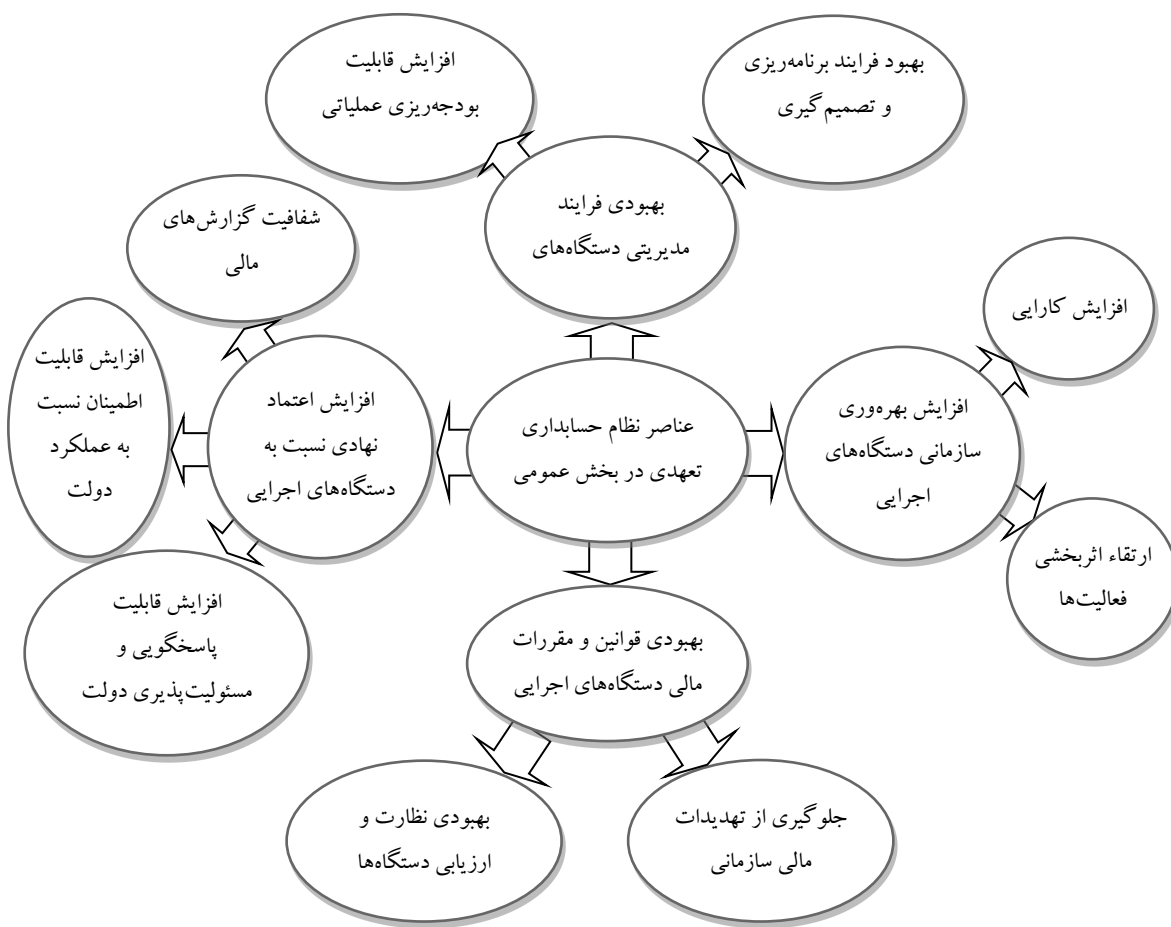 افزایش قابلیت
بودجه‌ریزی عملیاتی
بهبود فرایند برنامه‌ریزی
و تصمیم‌گیری
بهبودی فرایند
مدیریتی دستگاه‌های
شفافیت گزارش‌های
مالی
افزایش کارایی
افزایش قابلیت
اطمینان نسبت
به عملکرد
دولت
افزایش اعتماد
نهادی نسبت به
دستگاه‌های اجرایی
عناصر نظام حسابداری
تعهدی در بخش عمومی
افزایش بهره‌وری
سازمانی دستگاه‌های
اجرایی
ارتقاء اثربخشی
فعالیت‌ها
افزایش قابلیت
پاسخگویی و
مسئولیت‌پذیری دولت
بهبودی قوانین و مقررات
مالی دستگاه‌های اجرایی
بهبودی نظارت و
ارزیابی دستگاه‌ها
جلوگیری از تهدیدات
مالی سازمانی